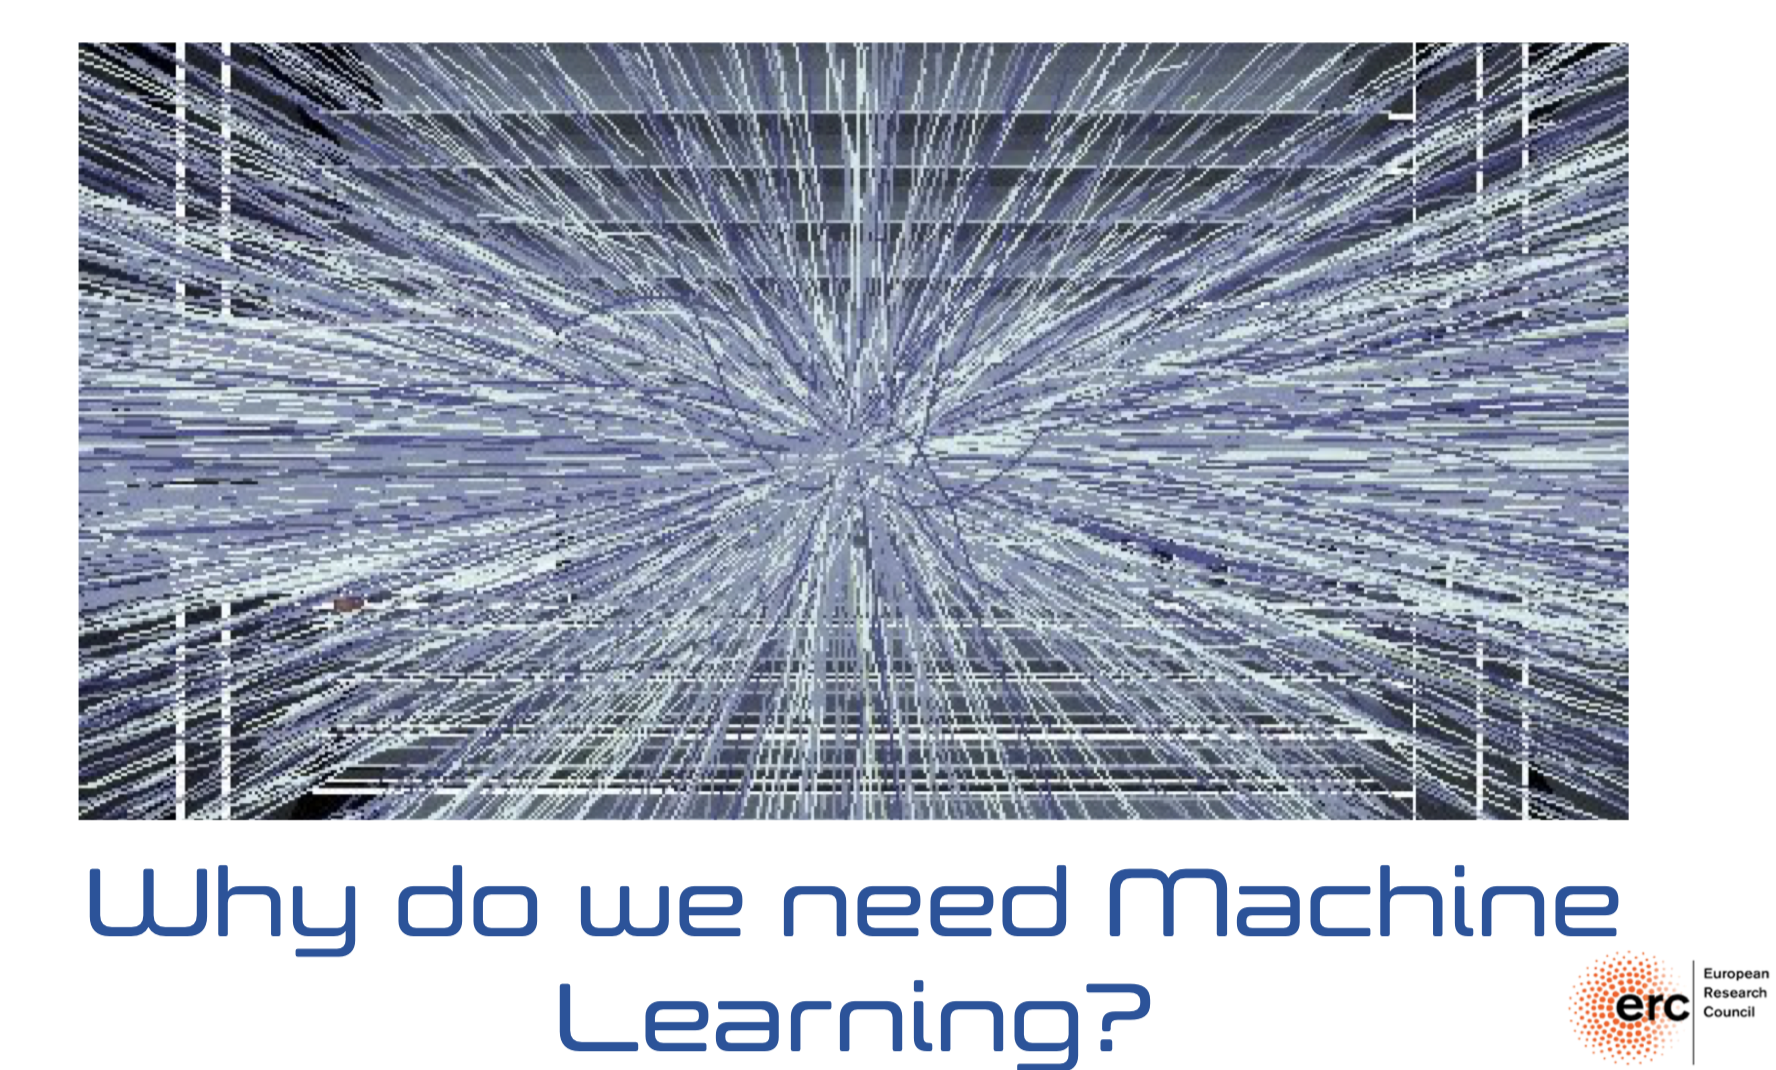 Why do we need Machine
Learning?
erc
European
Research
Council